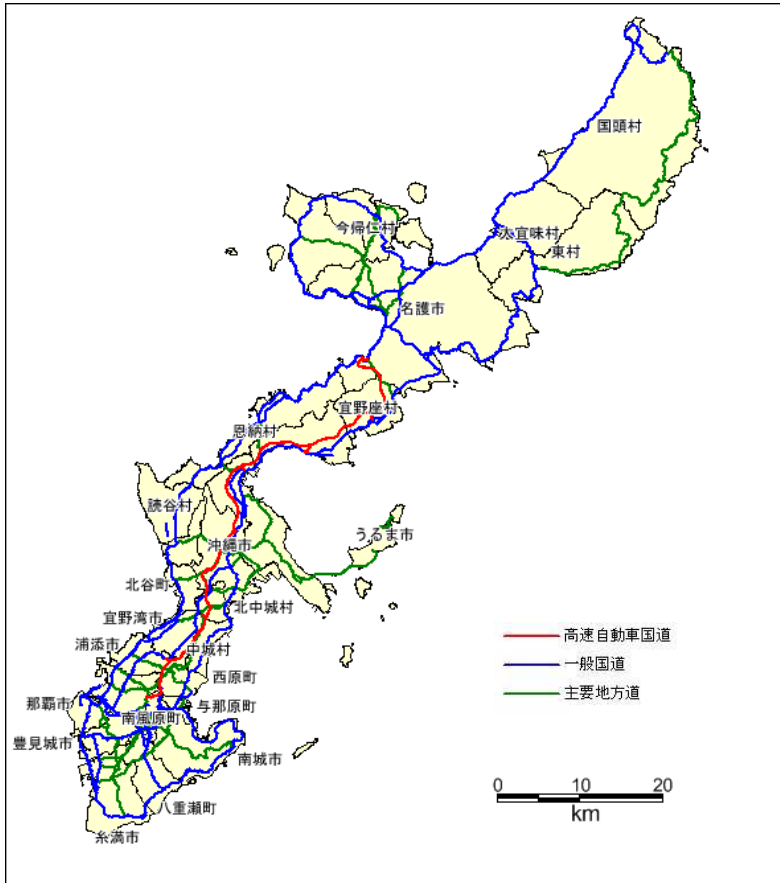 国頭村
今帰仁村
大宜味村
東村
名護市
宜野座村
恩納村
読谷村
うるま市
沖縄市
北谷町
北中城村
宜野湾市
浦添市
中城村
西原町
那覇市
与那原町
南風原町
豊見城市
南城市
八重瀬町
糸満市
高速自動車国道
一般国道
主要地方道
0 10 20
km